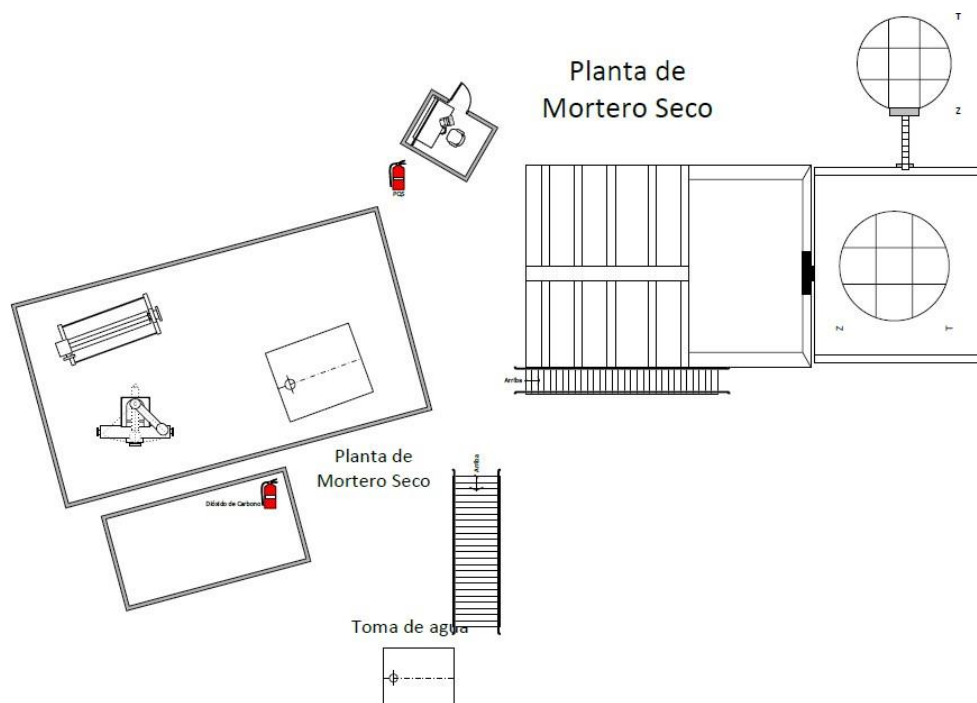 T
Planta de
Mortero Seco
Z
PQS
Z
T
Arriba
Planta de
Mortero Seco
Arriba
Dióxido de Carbono
Toma de agua